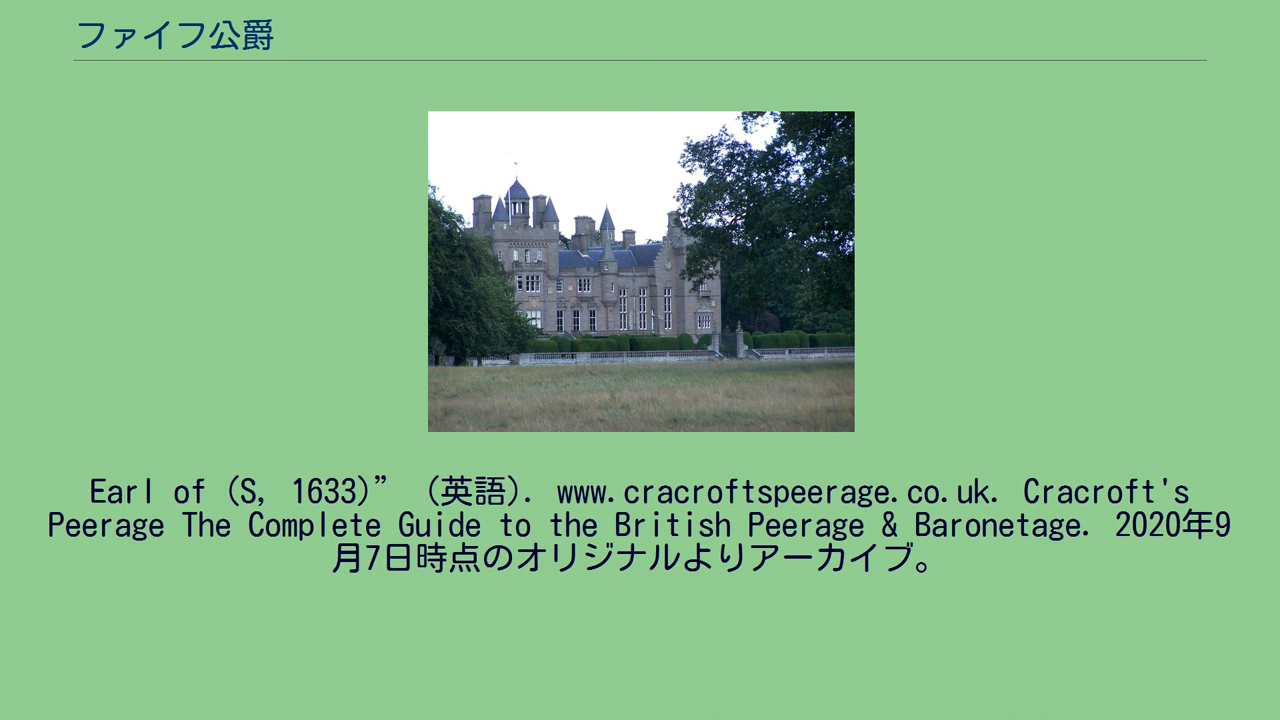 ファイフ公爵
Earl of (S, 1633)” (英語). www.cracroftspeerage.co.uk. Cracroft's
Peerage The Complete Guide to the British Peerage & Baronetage. 2020年9
月7日時点のオリジナルよりアーカイブ。